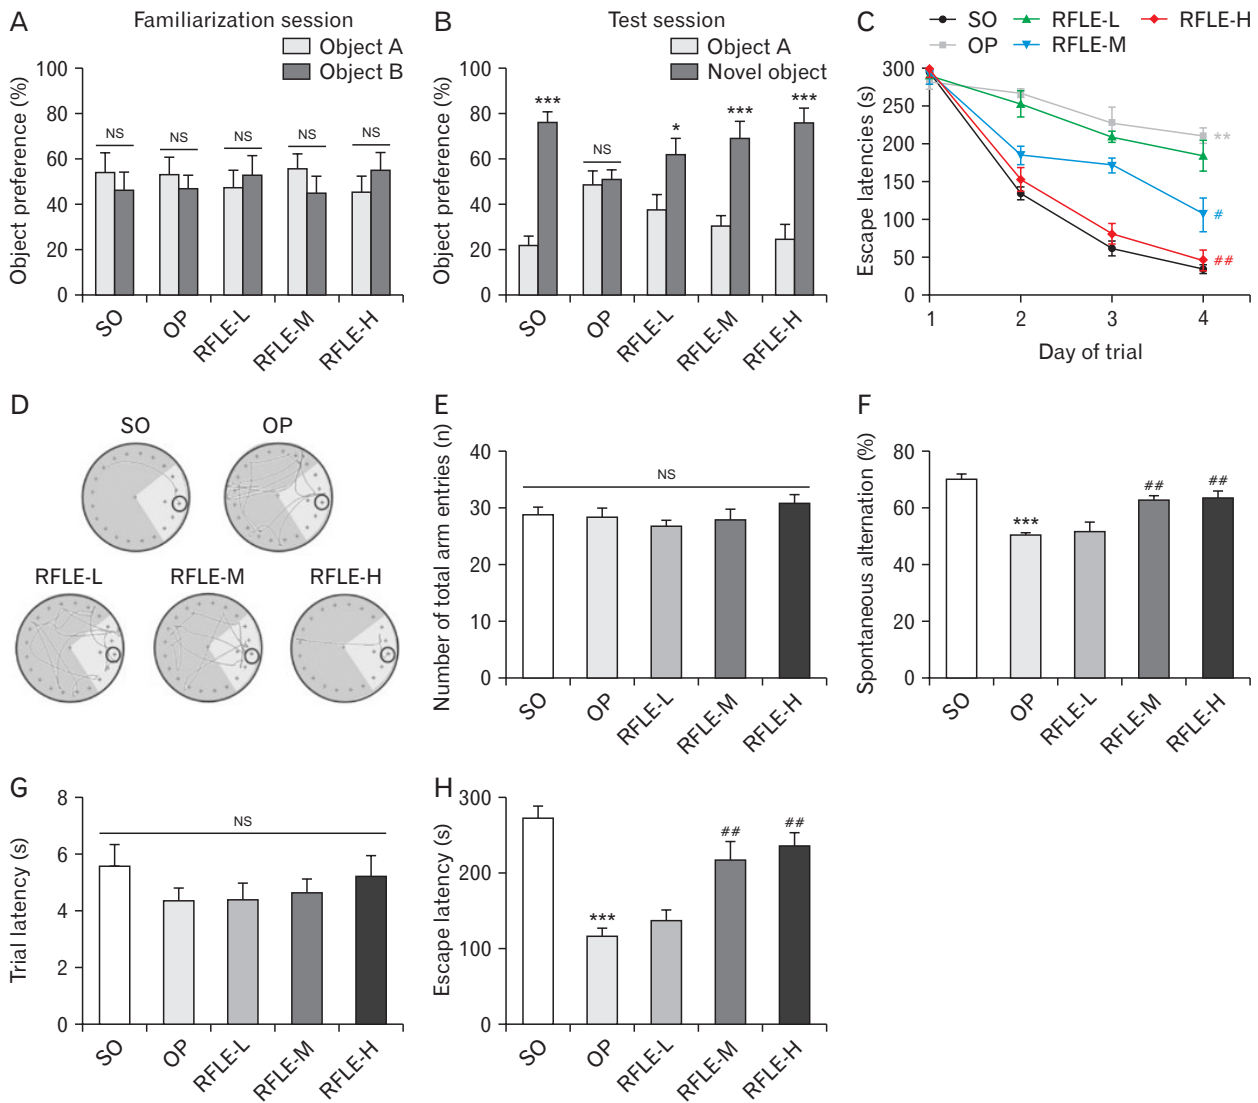 A
Familiarization session
Object A
Object B
Object preference (%)
100
80
60
40
20
0
NS
NS
NS
NS
NS
SO
OP
RFLE-L
RFLE-M
RFLE-H
B
Test session
Object A
Novel object
Object preference (%)
100
80
60
40
20
0
***
NS
*
***
***
SO
OP
RFLE-L
RFLE-M
RFLE-H
C
SO
RFLE-L
RFLE-H
OP
RFLE-M
Escape latencies (s)
300
250
200
150
100
50
0
**
#
##
1
2
3
4
Day of trial
D
SO
OP
RFLE-L
RFLE-M
RFLE-H
E
Number of total arm entries (n)
40
30
20
10
0
NS
SO
OP
RFLE-L
RFLE-M
RFLE-H
F
Spontaneous alternation (%)
80
60
40
20
0
***
##
##
SO
OP
RFLE-L
RFLE-M
RFLE-H
G
Trial latency (s)
8
6
4
2
0
NS
SO
OP
RFLE-L
RFLE-M
RFLE-H
H
Escape latency (s)
300
200
100
0
***
##
##
SO
OP
RFLE-L
RFLE-M
RFLE-H